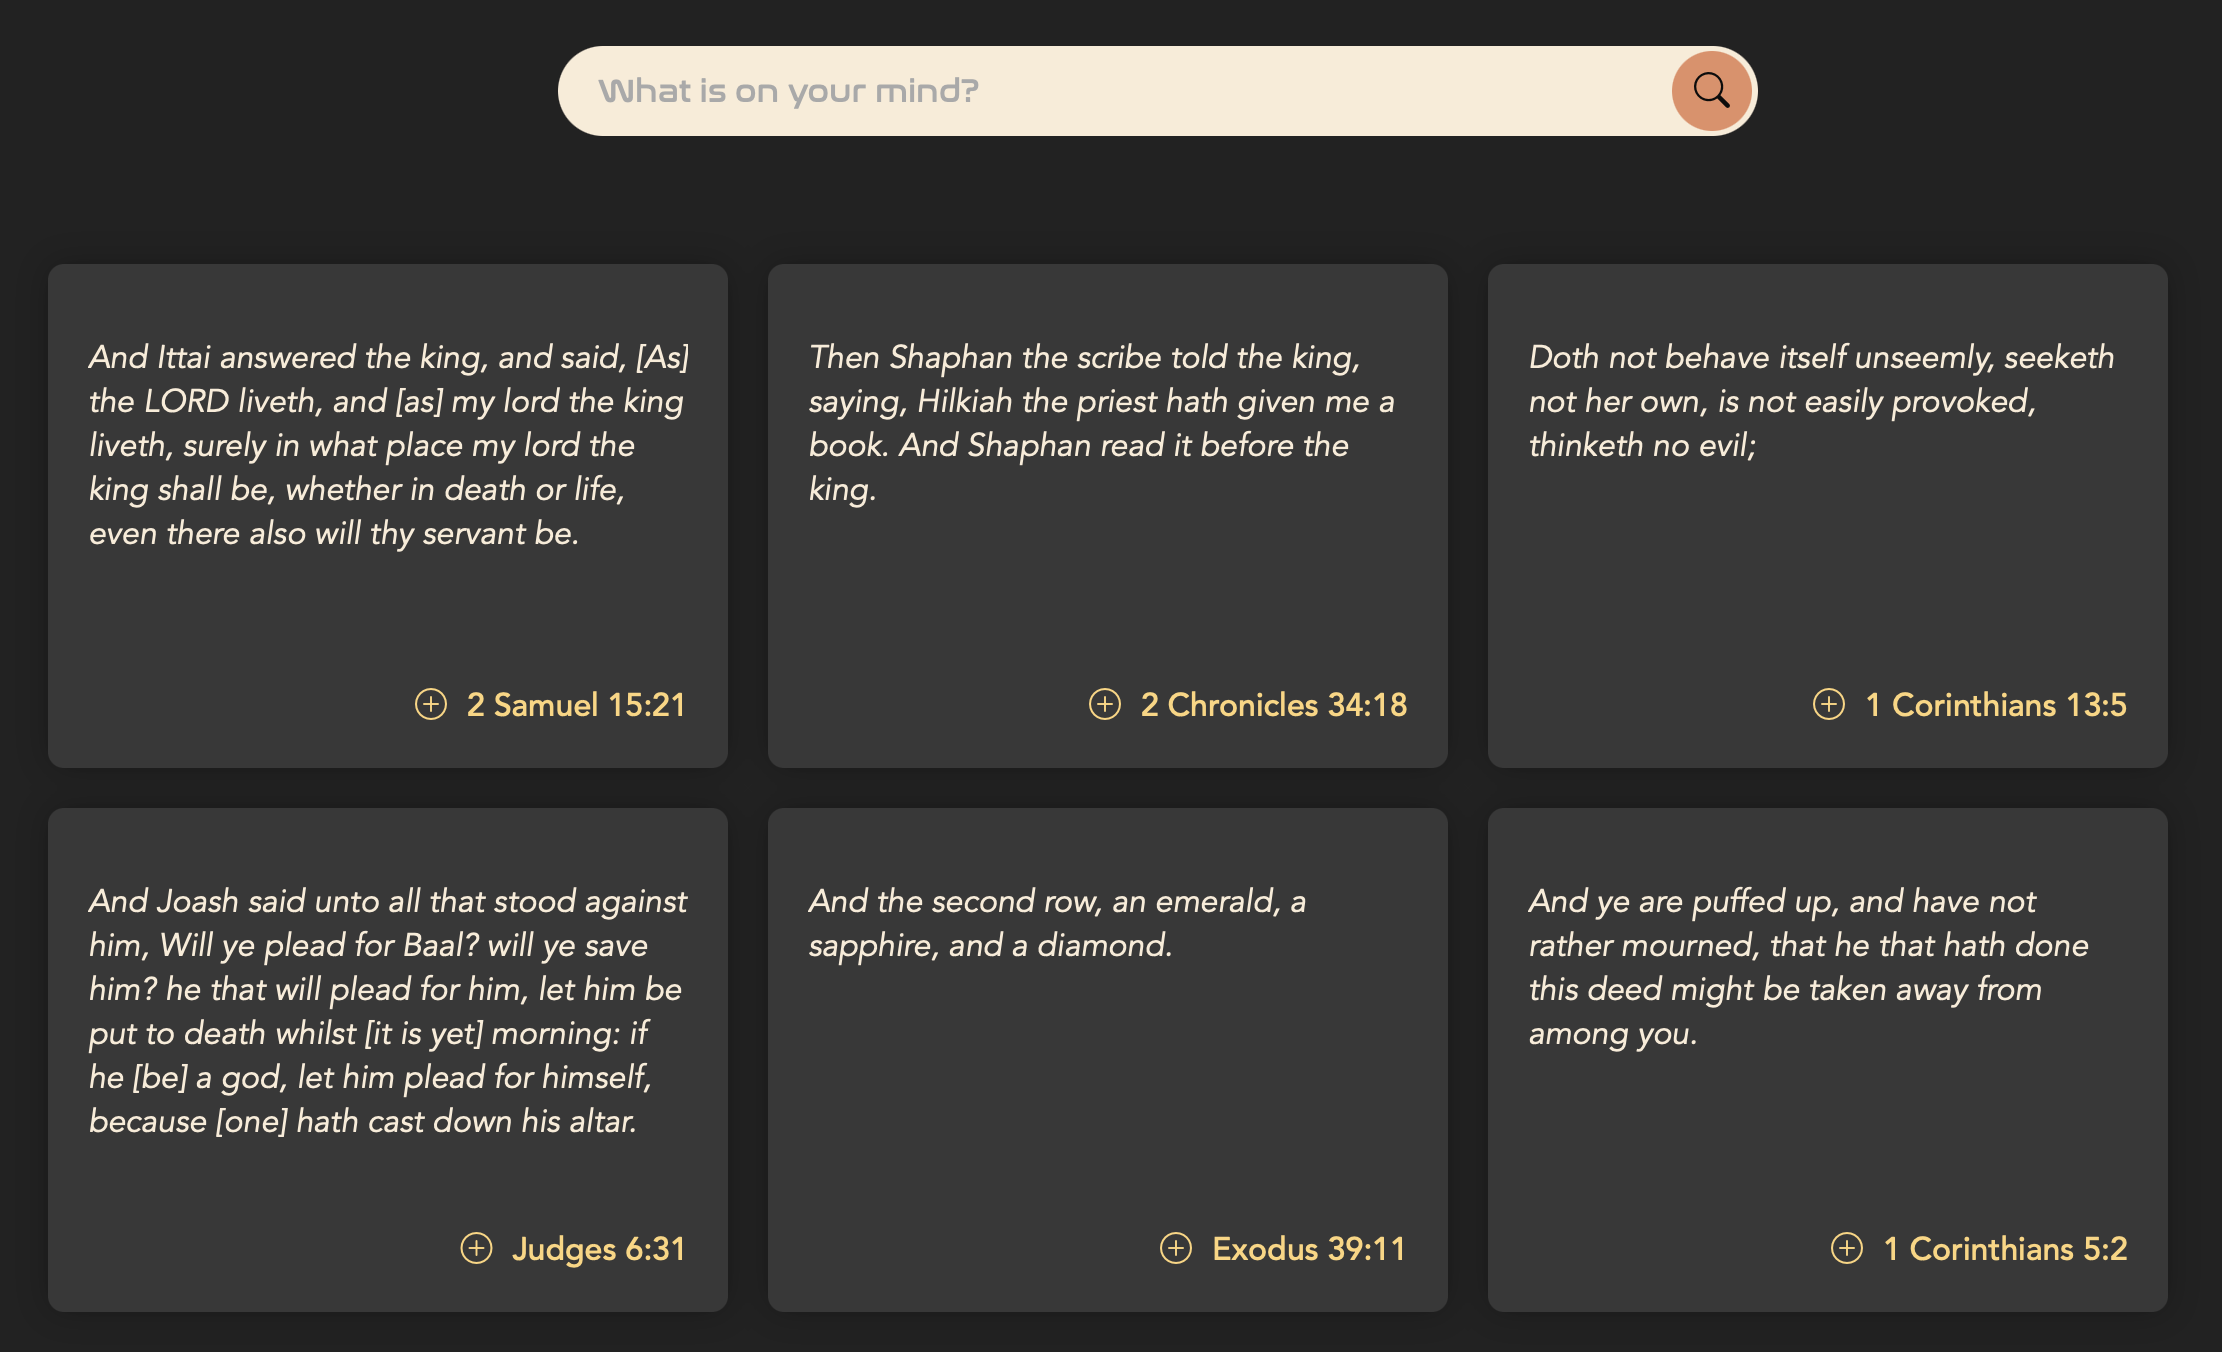 What is on your mind?
And Ittai answered the king, and said, [As]
the LORD liveth, and [as] my lord the king
liveth, surely in what place my lord the
king shall be, whether in death or life,
even there also will thy servant be.
2 Samuel 15:21
Then Shaphan the scribe told the king,
saying, Hilkiah the priest hath given me a
book. And Shaphan read it before the
king.
2 Chronicles 34:18
Doth not behave itself unseemly, seeketh
not her own, is not easily provoked,
thinketh no evil;
1 Corinthians 13:5
And Joash said unto all that stood against
him, Will ye plead for Baal? will ye save
him? he that will plead for him, let him be
put to death whilst [it is yet] morning: if
he [be] a god, let him plead for himself,
because [one] hath cast down his altar.
Judges 6:31
And the second row, an emerald, a
sapphire, and a diamond.
Exodus 39:11
And ye are puffed up, and have not
rather mourned, that he that hath done
this deed might be taken away from
among you.
1 Corinthians 5:2